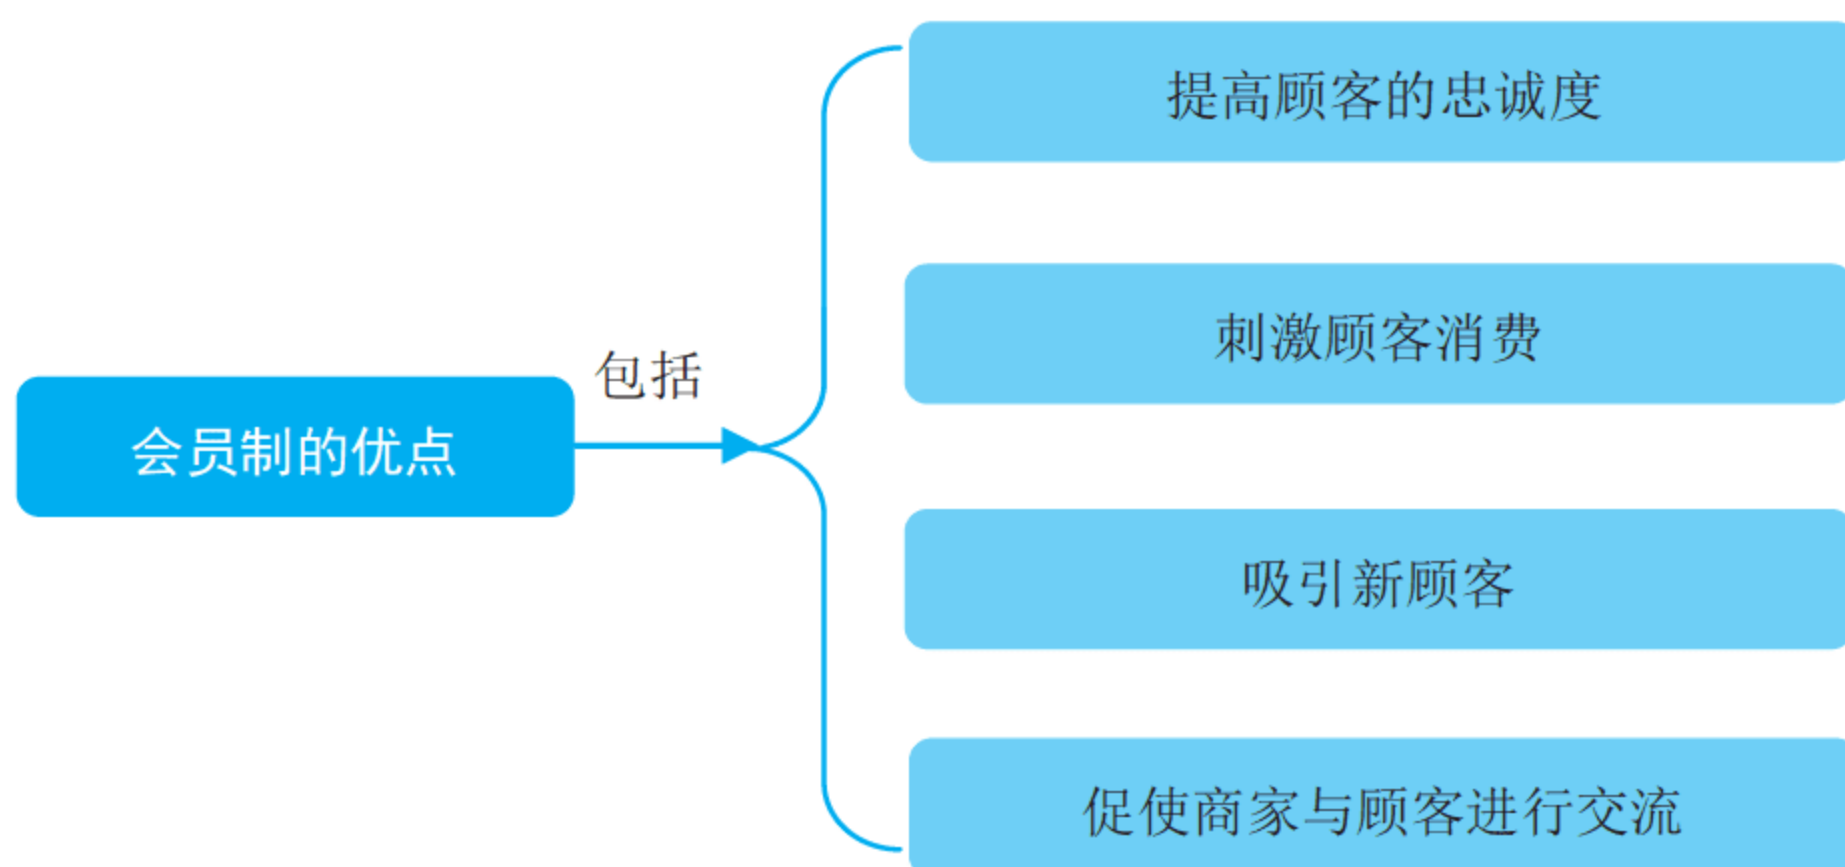 提高顾客的忠诚度
刺激顾客消费
包括
会员制的优点
吸引新顾客
促使商家与顾客进行交流